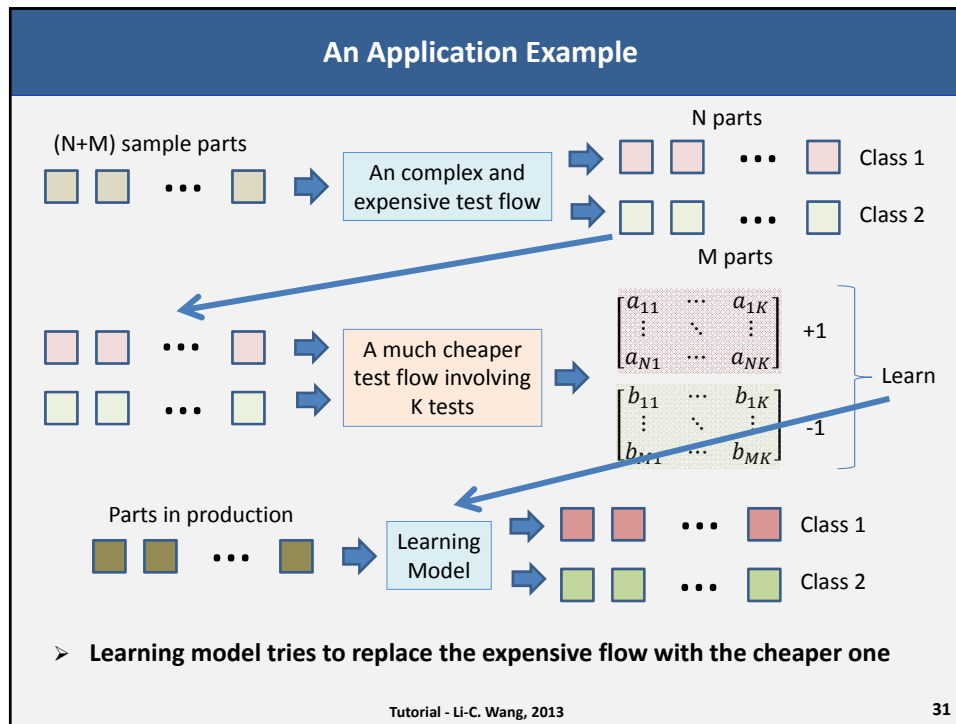 An Application Example
(N+M) sample parts
N parts
An complex and
expensive test flow
Class 1
Class 2
M parts
A much cheaper
test flow involving
K tests
[a11 ⋯ a1K
⋮ ⋱ ⋮
aN1 ⋯ aNK]
+1
[b11 ⋯ b1K
⋮ ⋱ ⋮
bM1 ⋯ bMK]
-1
Learn
Parts in production
Learning
Model
Class 1
Class 2
➢ Learning model tries to replace the expensive flow with the cheaper one
Tutorial - Li-C. Wang, 2013
31